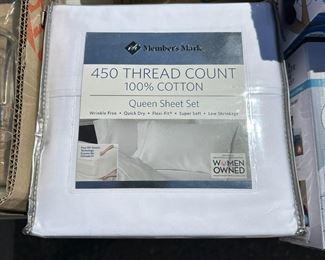 Member's Mark
450 THREAD COUNT
100% COTTON
Queen Sheet Set
Wrinkle Free • Quick Dry • Flexi-Fit® • Super Soft • Low Shrinkage
WOMEN
OWNED